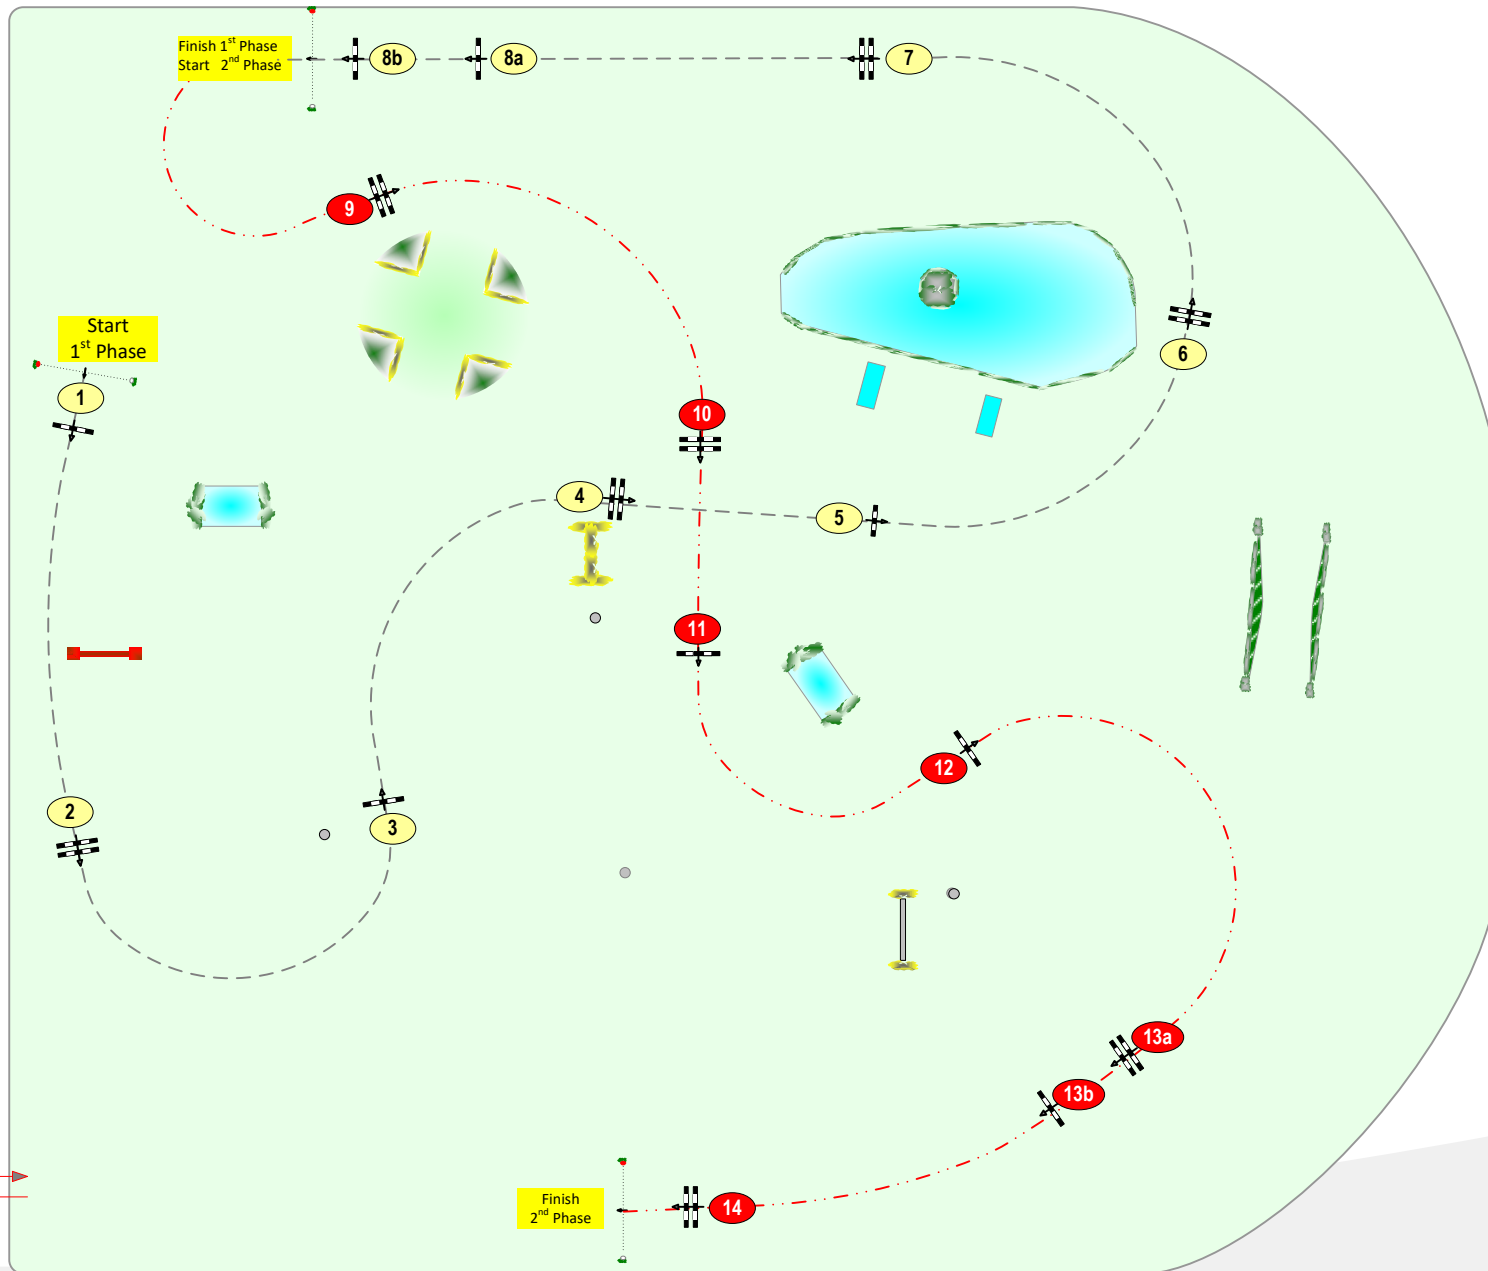 Finish 1st Phase
Start 2nd Phase
8b
8a
7
9
Start
1st Phase
1
6
10
4
5
11
12
2
3
13a
13b
Finish
2nd Phase
14